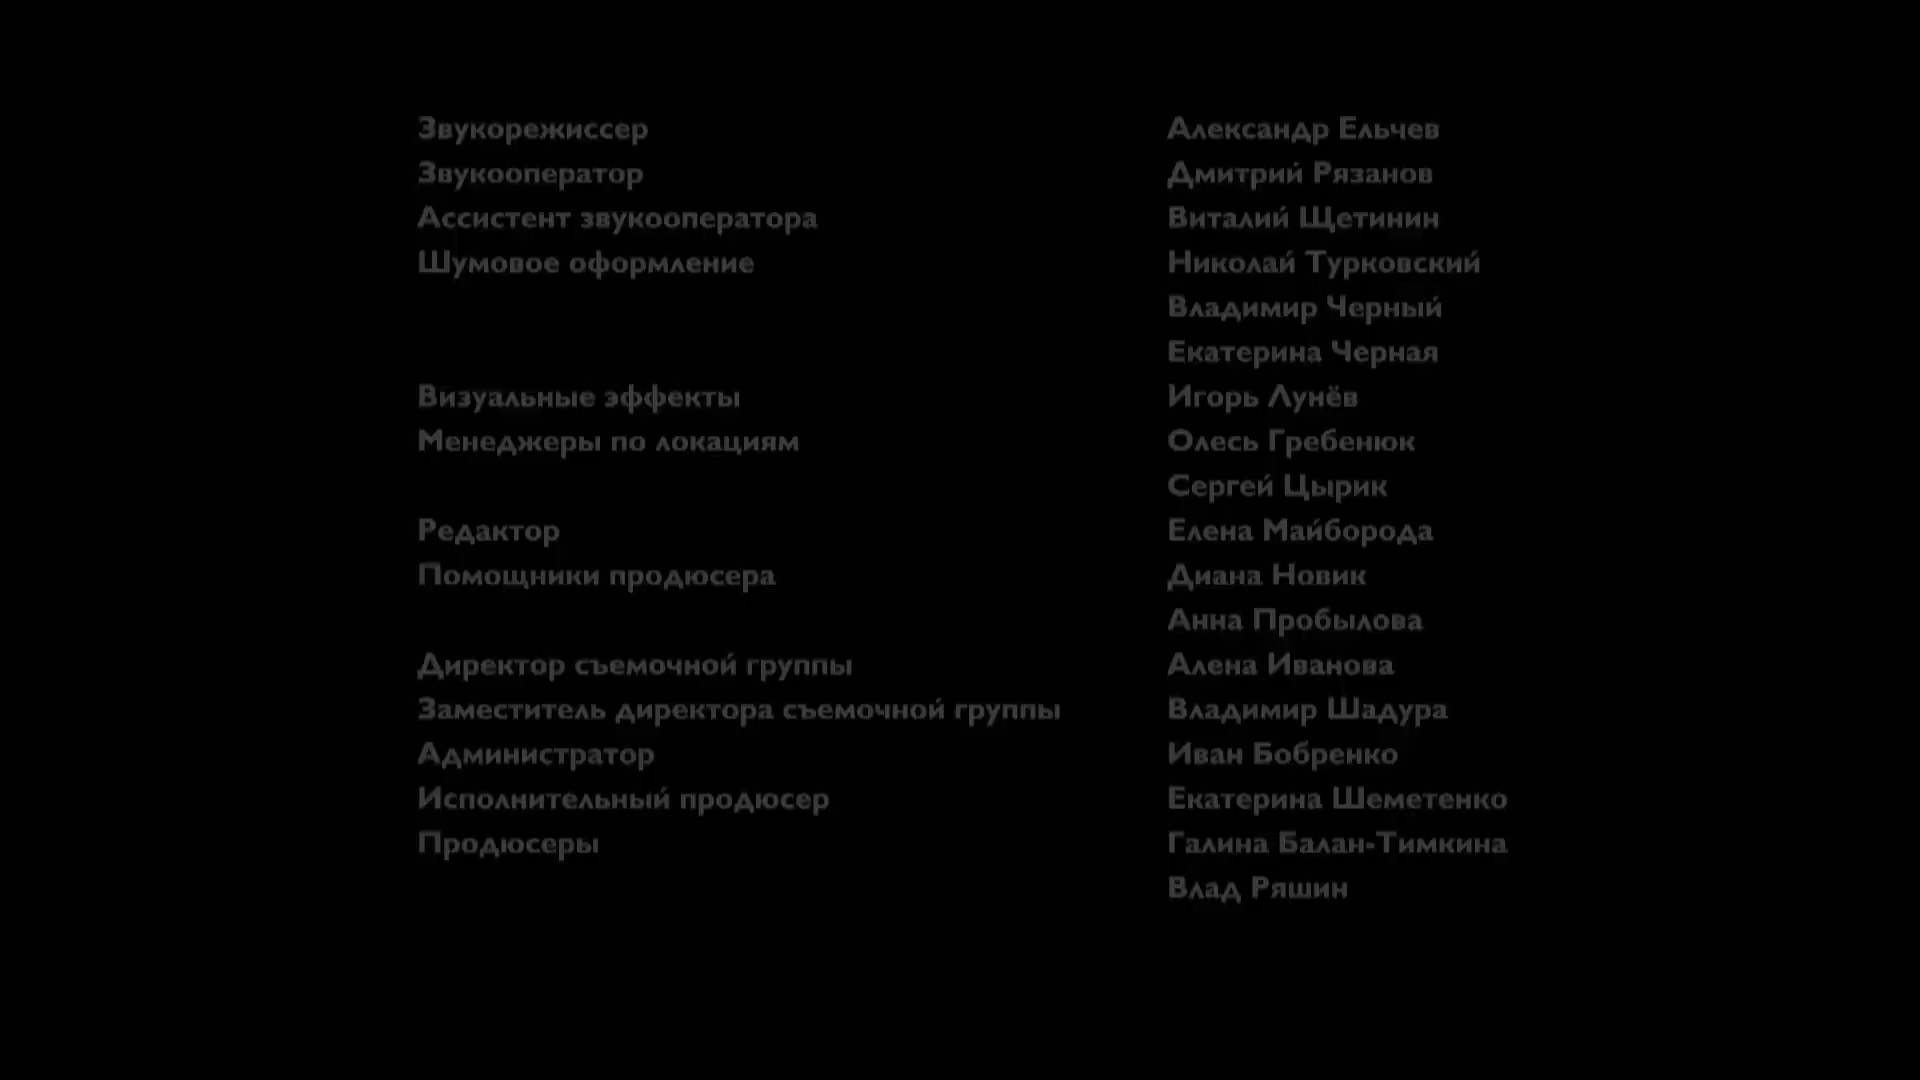 Звукорежиссер Александр Ельчев
Звукооператор Дмитрий Рязанов
Ассистент звукооператора Виталий Щетинин
Шумовое оформление Николай Турковский
Владимир Черный
Екатерина Черная
Визуальные эффекты Игорь Лунёв
Менеджеры по локациям Олесь Гребенюк
Сергей Цырик
Редактор Елена Майборода
Помощники продюсера Диана Новик
Анна Пробылова
Директор съемочной группы Алена Иванова
Заместитель директора съемочной группы Владимир Шадура
Администратор Иван Бобренко
Исполнительный продюсер Екатерина Шеметенко
Продюсеры Галина Балан-Тимкина
Влад Ряшин